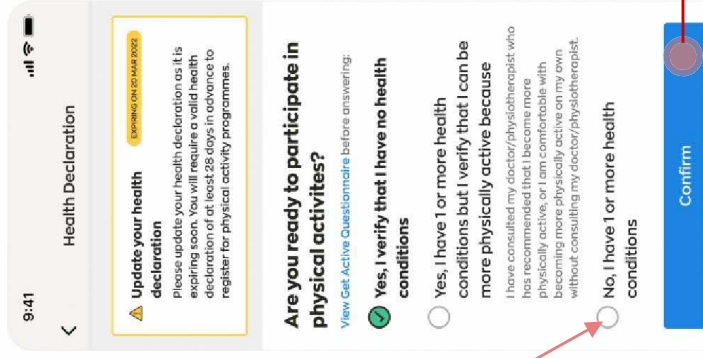 9:41
Health Declaration
EXPIRING ON 20 MAR 2022
Update your health
declaration
Please update your health declaration as it is
expiring soon. You will require a valid health
declaration of at least 28 days in advance to
register for physical activity programmes.
Are you ready to participate in
physical activites?
View Get Active Questionnaire before answering:
Yes, I verify that I have no health
conditions
Yes, I have 1 or more health
conditions but I verify that I can be
more physically active because
I have consulted my doctor/physiotherapist who
has recommended that I become more
physically active, or I am comfortable with
becoming more physically active on my own
without consulting my doctor/physiotherapist.
No, I have 1 or more health
conditions
Confirm